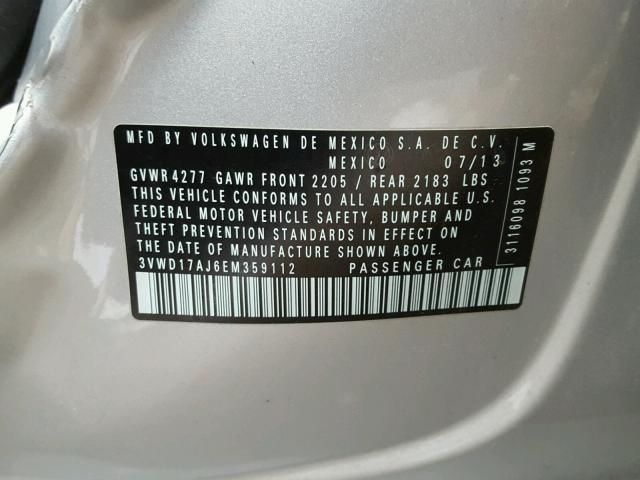 MFD BY VOLKSWAGEN DE MEXICO S.A. DE C.V.
MEXICO 07/13
GVWR 4277 GAWR FRONT 2205 / REAR 2183 LBS
THIS VEHICLE CONFORMS TO ALL APPLICABLE U.S.
FEDERAL MOTOR VEHICLE SAFETY, BUMPER AND
THEFT PREVENTION STANDARDS IN EFFECT ON
THE DATE OF MANUFACTURE SHOWN ABOVE.
3VWD17AJ6EM359112 PASSENGER CAR
3116098 1093 M